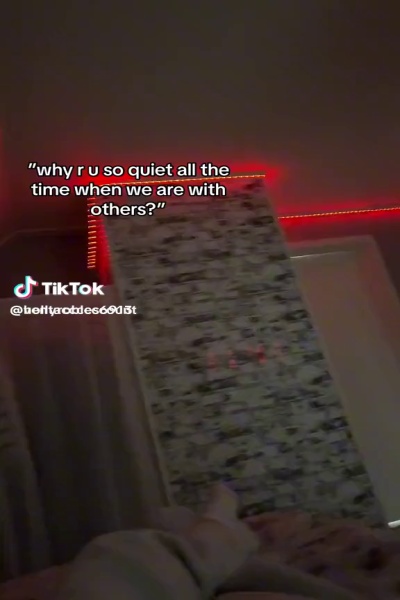 "why r u so quiet all the
time when we are with
others?"
TikTok